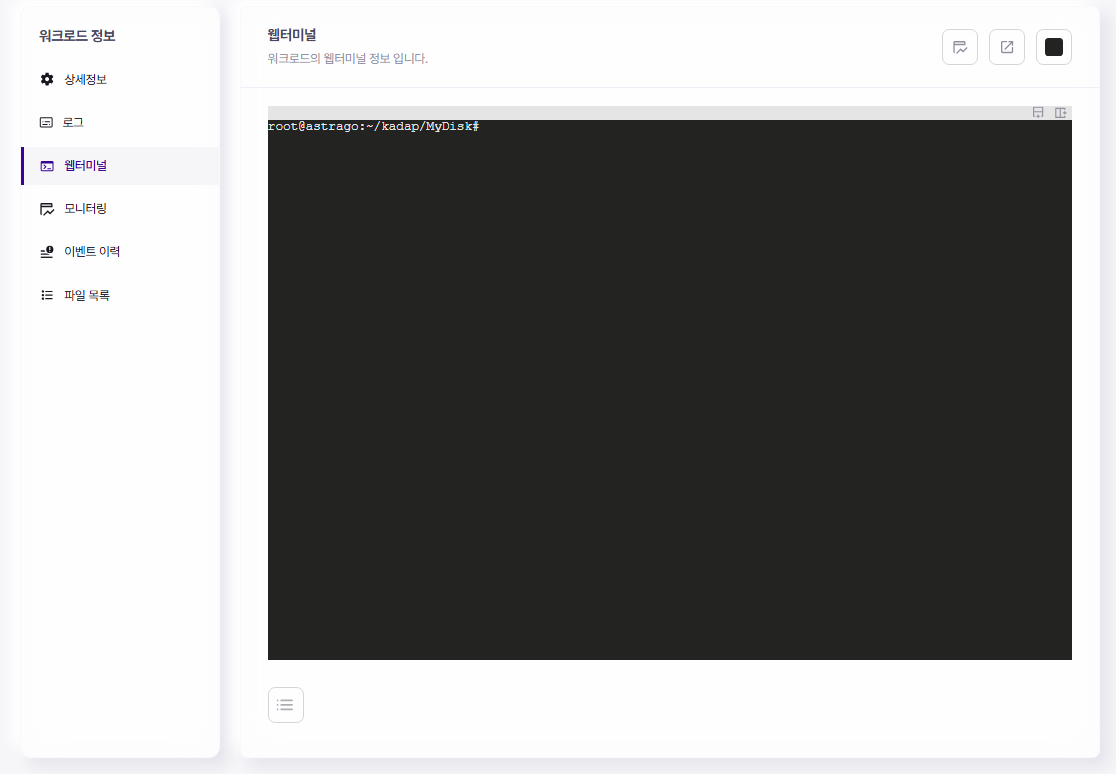 워크로드 정보
상세정보
로그
웹터미널
모니터링
이벤트 이력
파일 목록
웹터미널
워크로드의 웹터미널 정보 입니다.
root@astrago:~/kadap/MyDisk#